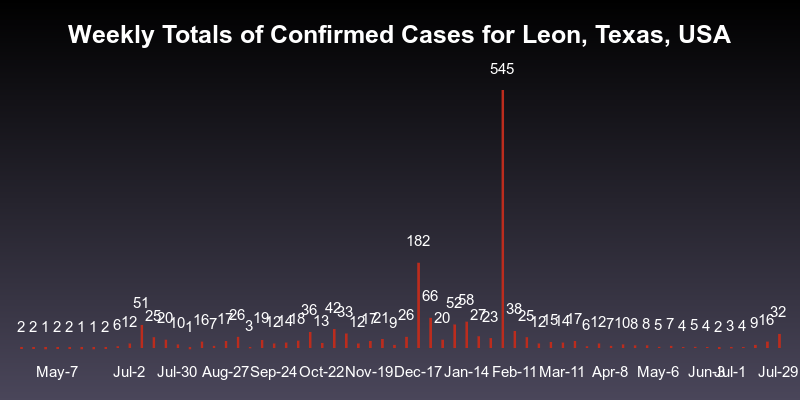 Weekly Totals of Confirmed Cases for Leon, Texas, USA
545
182
2 2 1 2 2 1 1 2 6 12 51 25 20 10 1 16 7 17 26 3 19 12 14 18 36 13 42 33 12 17 21 9 26 66 20 52 58 27 23 38 25 12 15 14 17 6 12 7 10 8 8 5 7 4 5 4 2 3 4 9 16 32
May-7 Jul-2 Jul-30 Aug-27 Sep-24 Oct-22 Nov-19 Dec-17 Jan-14 Feb-11 Mar-11 Apr-8 May-6 Jun-3 Jul-1 Jul-29